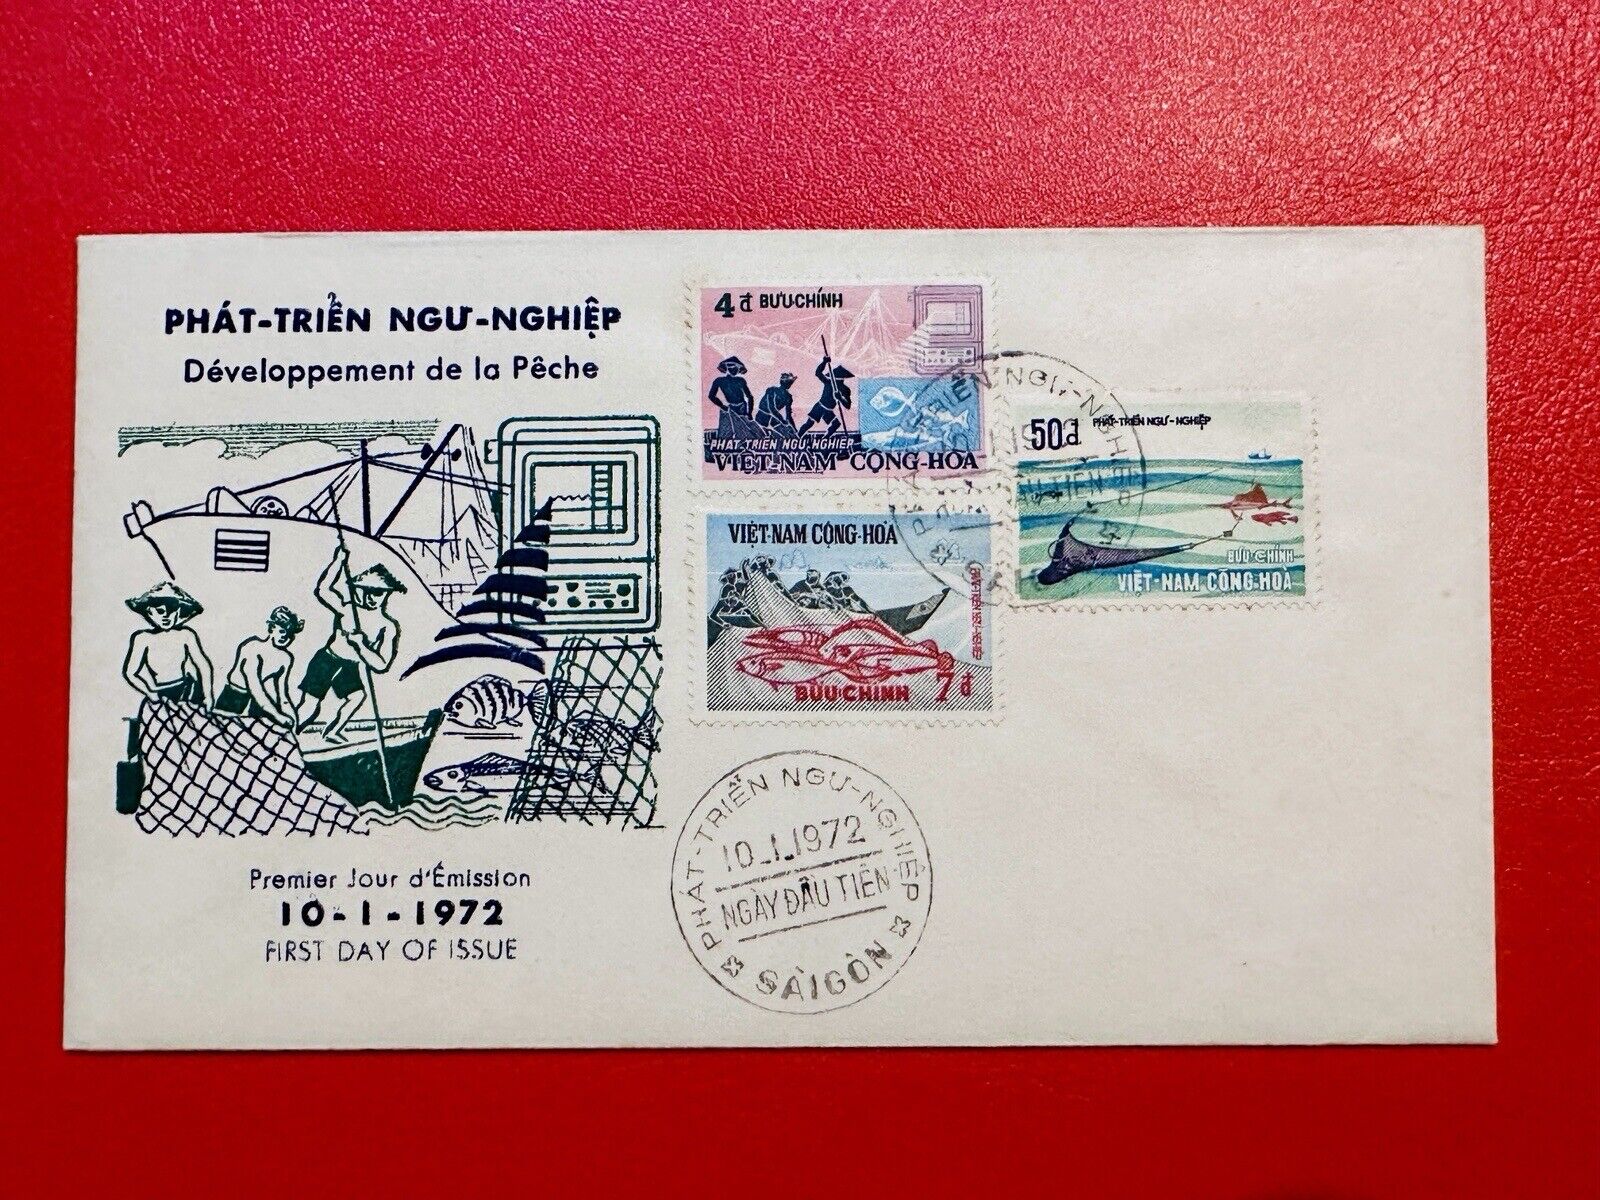 PHÁT-TRIỂN NGƯ-NGHIỆP
Développement de la Pêche
Premier Jour d'Émission
10-1-1972
FIRST DAY OF ISSUE
4đ BƯU-CHÍNH
PHÁT-TRIỂN NGƯ-NGHIỆP
VIỆT-NAM CỘNG-HÒA
VIỆT-NAM CỘNG-HÒA
BƯU-CHÍNH 7đ
50đ PHÁT-TRIỂN NGƯ-NGHIỆP
BƯU-CHÍNH
VIỆT-NAM CỘNG-HÒA
PHÁT-TRIỂN NGƯ-NGHIỆP
10.1.1972
NGÀY ĐẦU TIÊN
SÀIGÒN